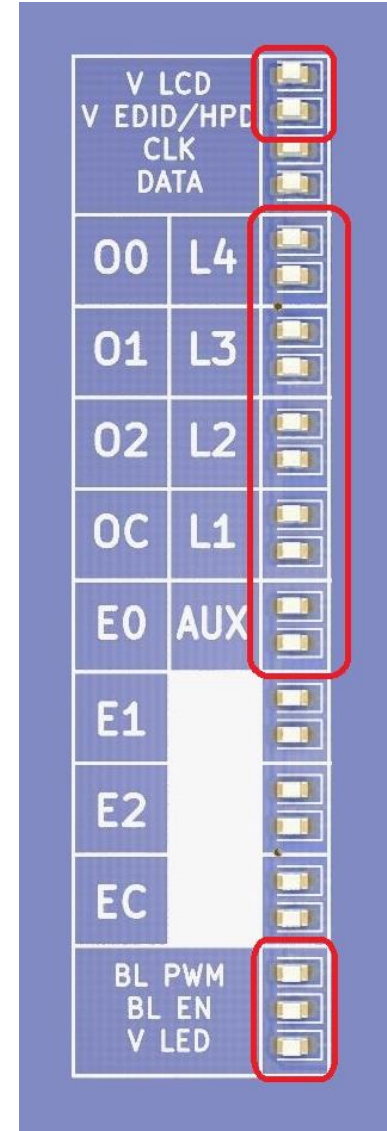 V LCD
V EDID/HPD
CLK
DATA
O0 L4
O1 L3
O2 L2
OC L1
E0 AUX
E1
E2
EC
BL PWM
BL EN
V LED